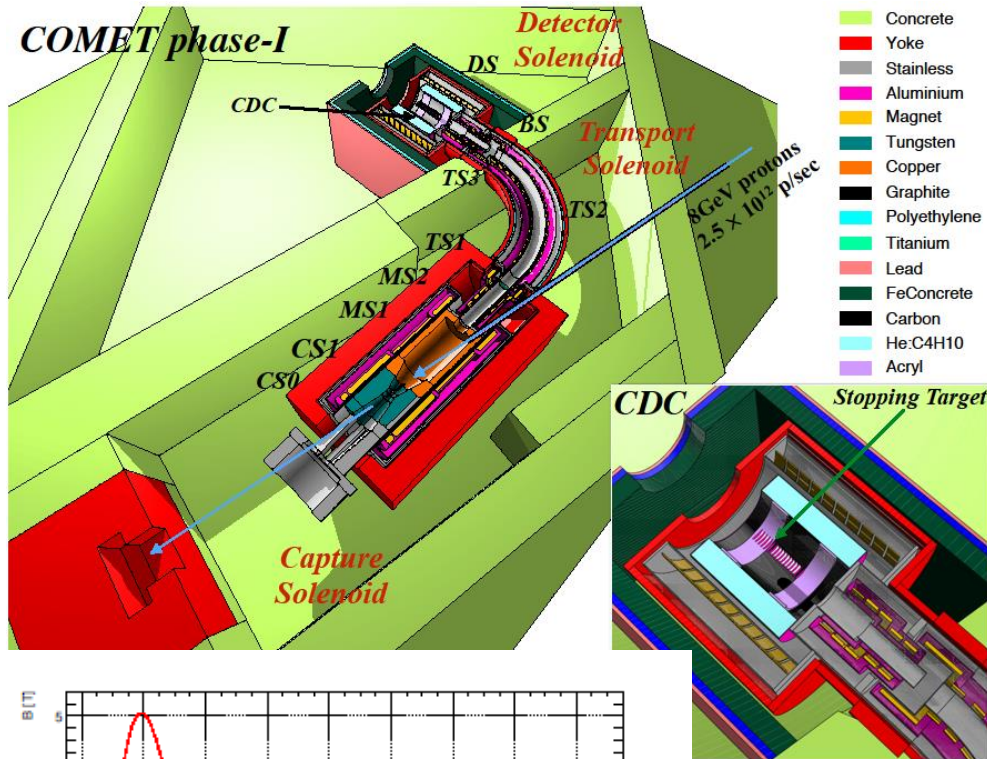 COMET phase-I
Detector
Solenoid
DS
CDC
BS
Transport
Solenoid
TS3
TS2
8GeV protons
2.5 × 10¹² p/sec
TS1
MS2
MS1
CS1
CS0
Capture
Solenoid
Concrete
Yoke
Stainless
Aluminium
Magnet
Tungsten
Copper
Graphite
Polyethylene
Titanium
Lead
FeConcrete
Carbon
He:C4H10
Acryl
CDC
Stopping Target
B [T]
5